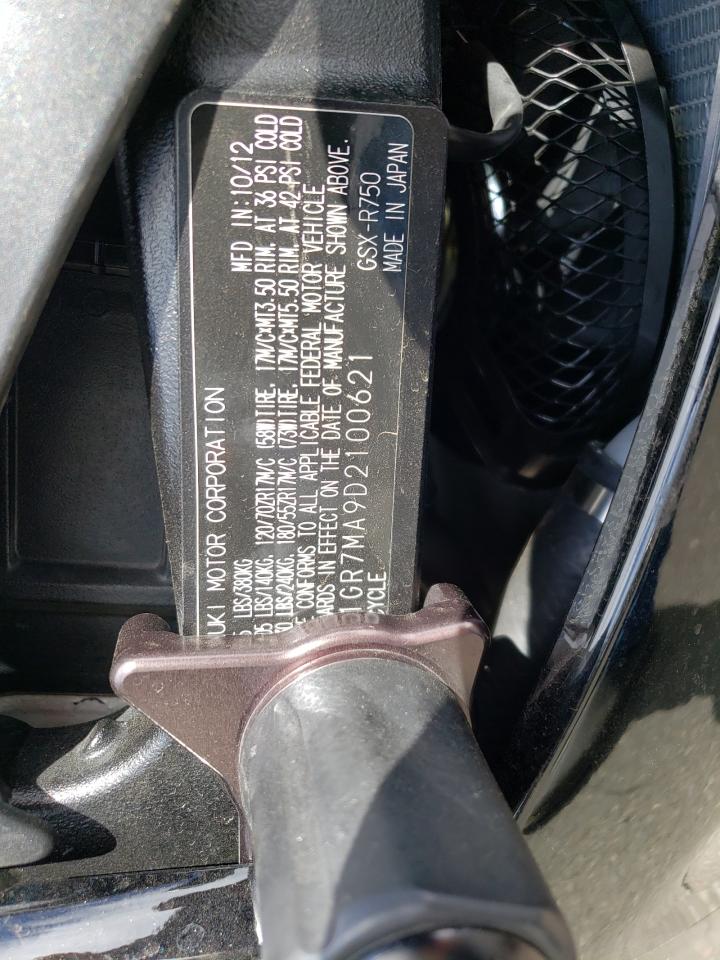 UKI MOTOR CORPORATION MFD IN:10/12
LBS/380KG
LBS/140KG. 120/70ZR17M/C (58W)TIRE, 17M/C×MT3.50 RIM. AT 36 PSI COLD
LBS/240KG. 180/55ZR17M/C (73W)TIRE, 17M/C×MT5.50 RIM. AT 42 PSI COLD
E CONFORMS TO ALL APPLICABLE FEDERAL MOTOR VEHICLE
ARDS IN EFFECT ON THE DATE OF MANUFACTURE SHOWN ABOVE.
1GR7MA9D2100621 GSX-R750
CYCLE MADE IN JAPAN